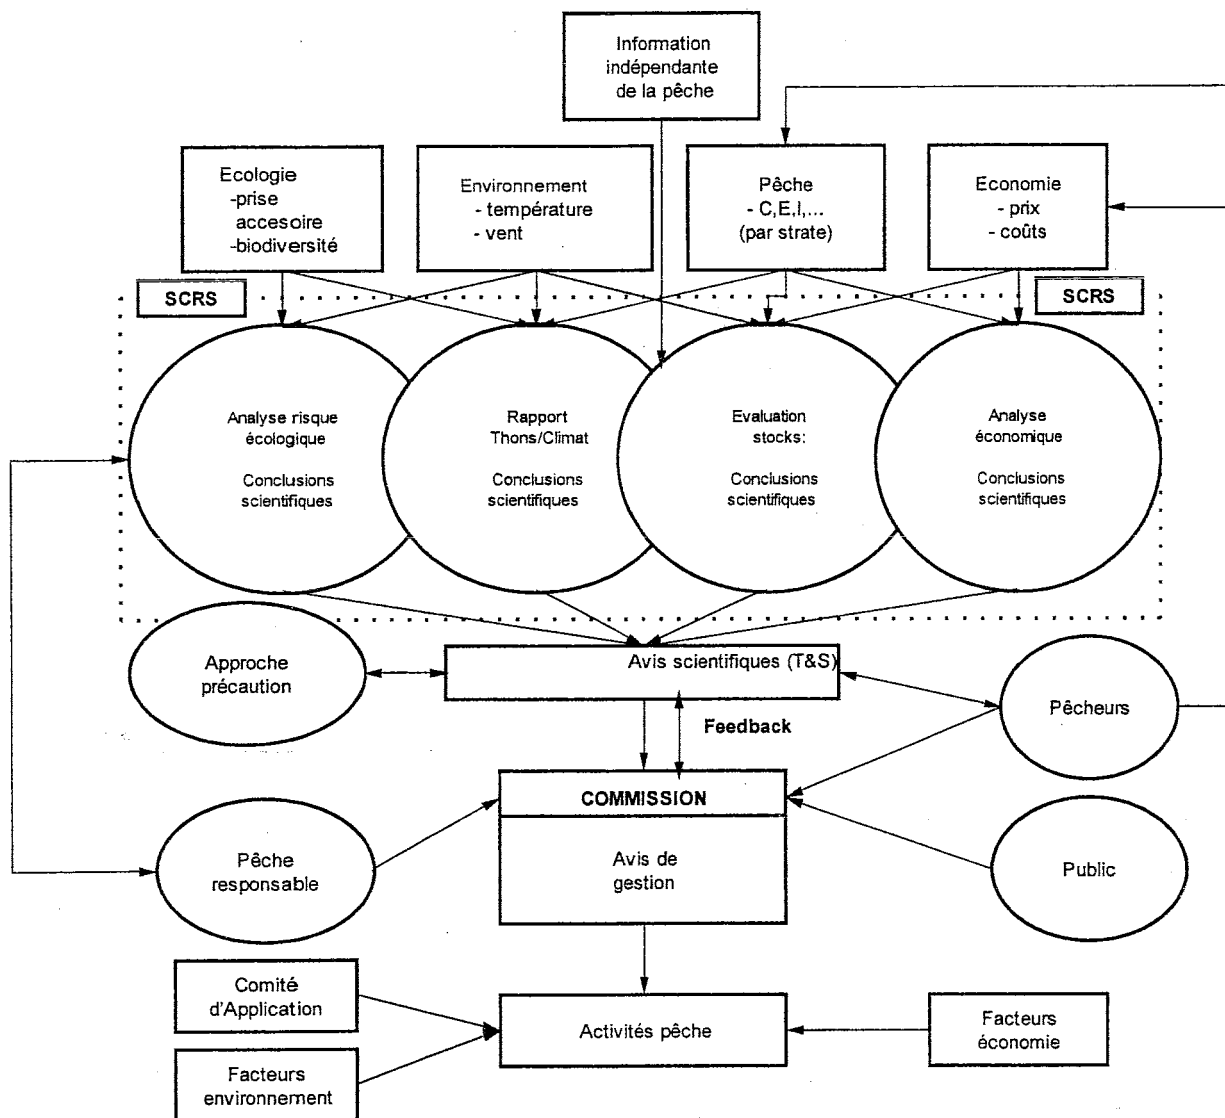 Information
indépendante
de la pêche
Ecologie
-prise
accesoire
-biodiversité
Environnement
- température
- vent
Pêche
- C,E,I,...
(par strate)
Economie
- prix
- coûts
SCRS
SCRS
Analyse risque
écologique
Conclusions
scientifiques
Rapport
Thons/Climat
Conclusions
scientifiques
Evaluation
stocks:
Conclusions
scientifiques
Analyse
économique
Conclusions
scientifiques
Approche
précaution
Avis scientifiques (T&S)
Pêcheurs
Feedback
COMMISSION
Avis de
gestion
Pêche
responsable
Public
Comité
d'Application
Activités pêche
Facteurs
économie
Facteurs
environnement